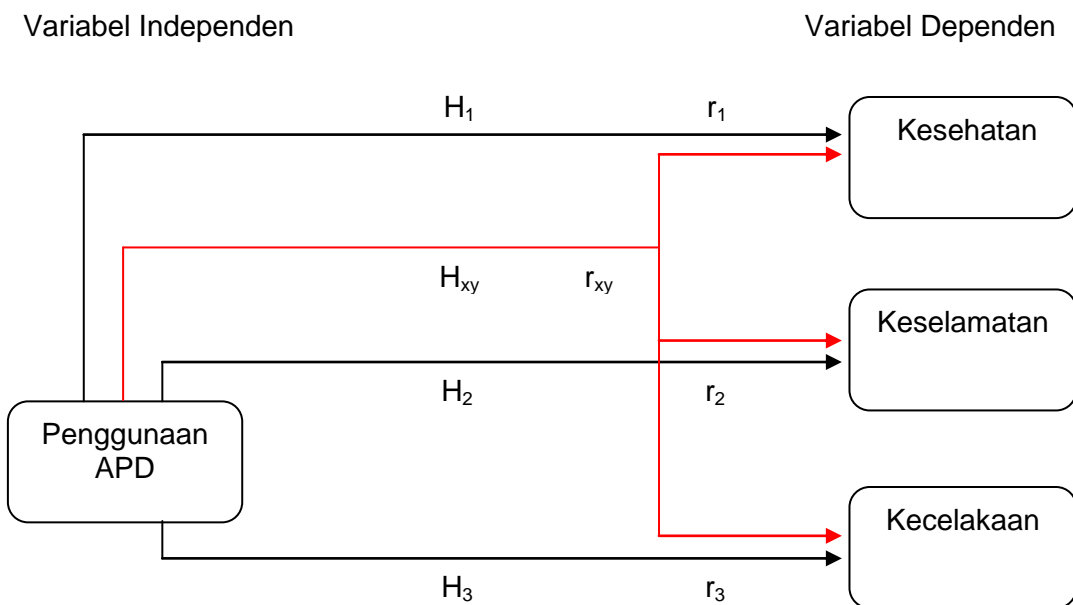 Variabel Independen Variabel Dependen
H₁ r₁
Kesehatan
Hxy rxy
Keselamatan
H₂ r₂
Penggunaan
APD
Kecelakaan
H₃ r₃